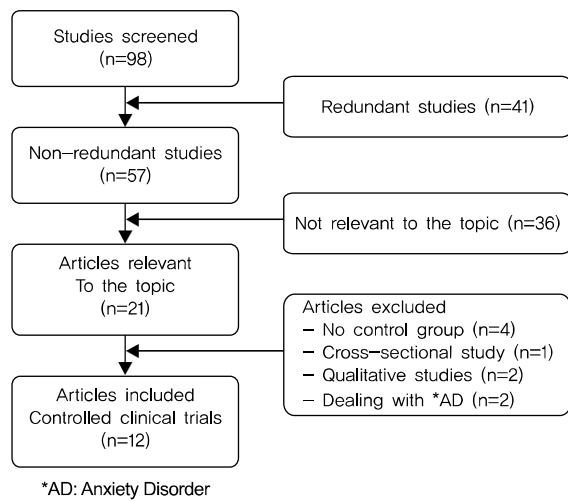 Studies screened
(n=98)
Redundant studies (n=41)
Non-redundant studies
(n=57)
Not relevant to the topic (n=36)
Articles relevant
To the topic
(n=21)
Articles excluded
– No control group (n=4)
– Cross-sectional study (n=1)
– Qualitative studies (n=2)
– Dealing with *AD (n=2)
Articles included
Controlled clinical trials
(n=12)
*AD: Anxiety Disorder